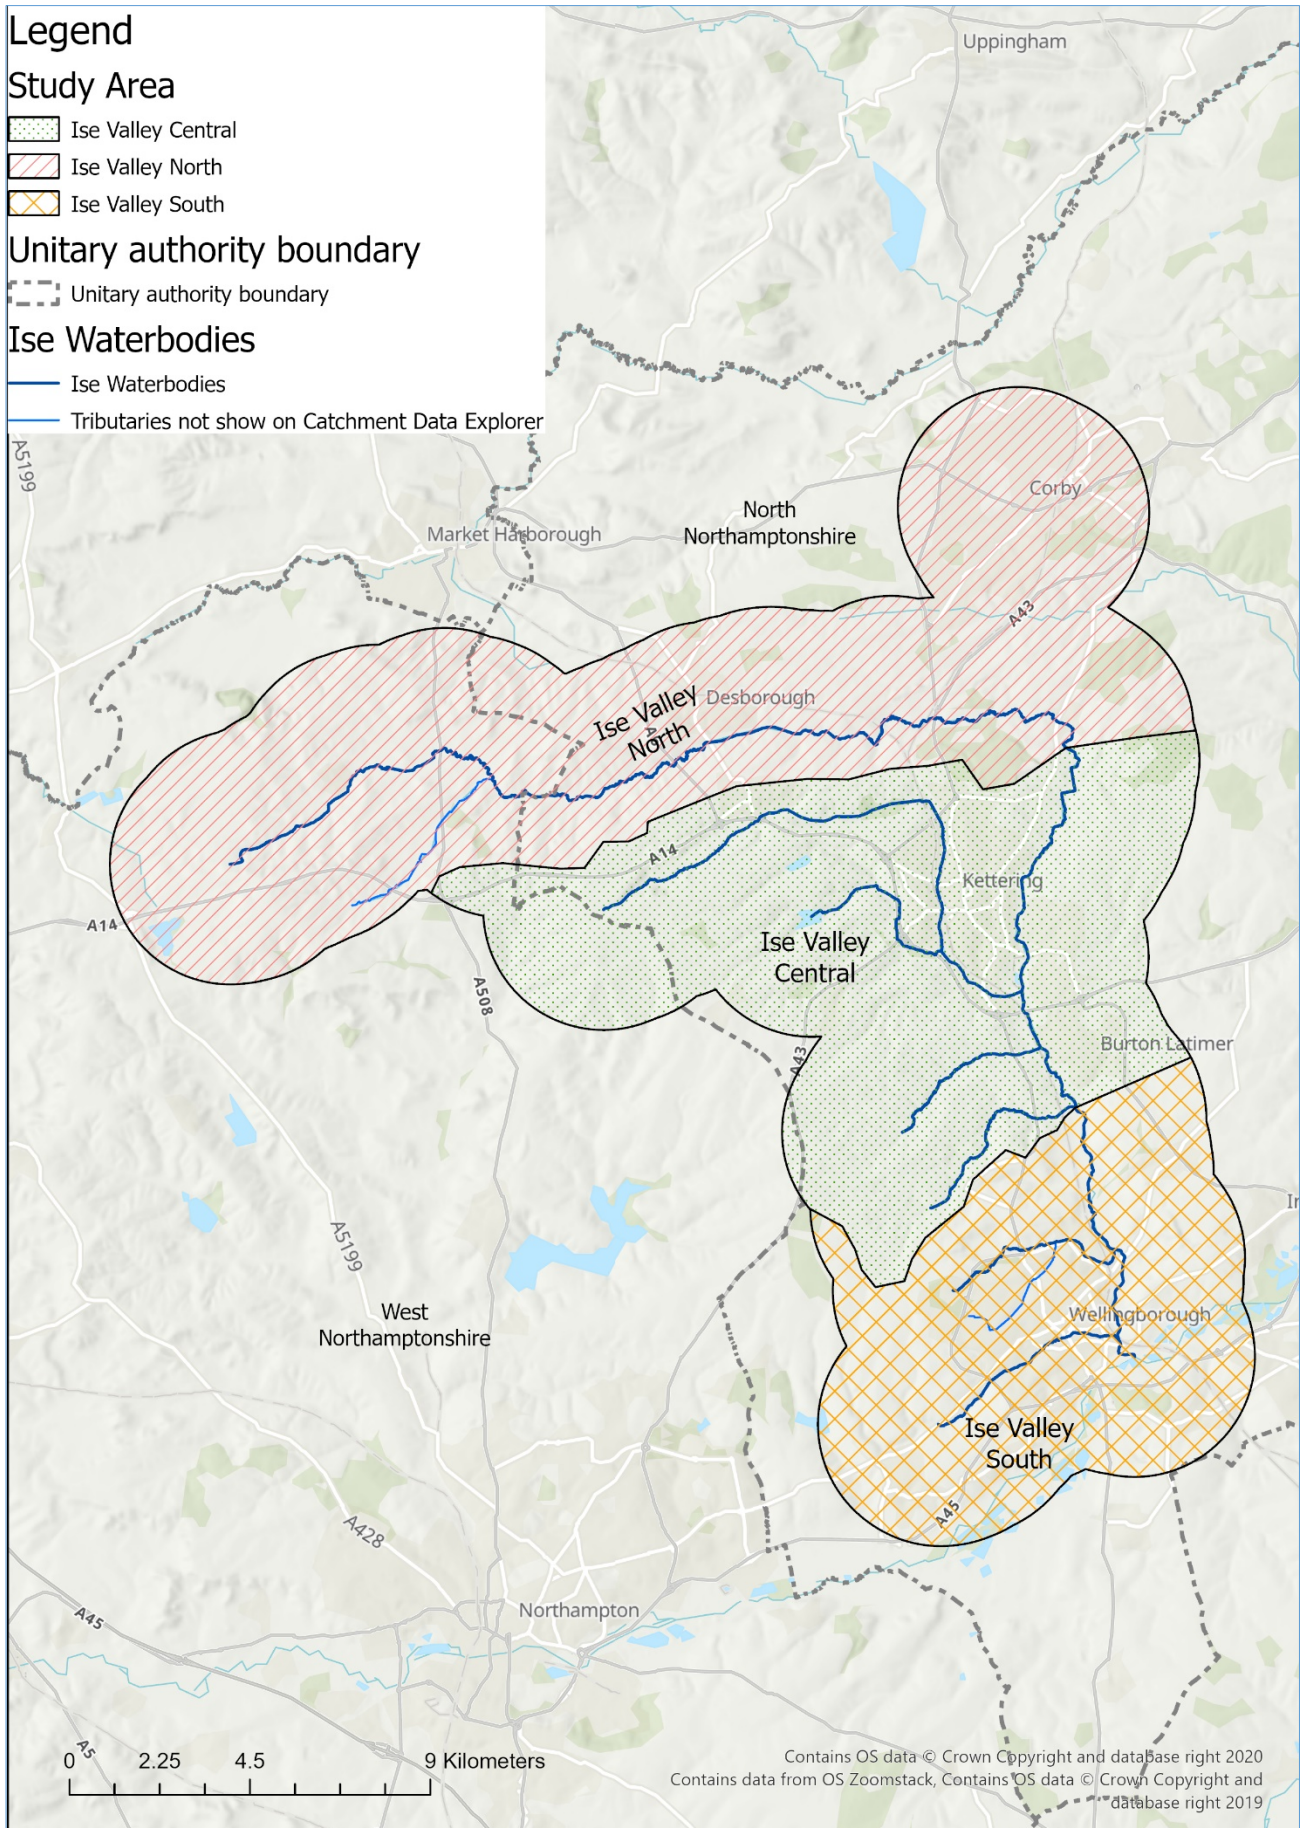 Legend
Study Area
Ise Valley Central
Ise Valley North
Ise Valley South
Unitary authority boundary
Unitary authority boundary
Ise Waterbodies
Ise Waterbodies
Tributaries not show on Catchment Data Explorer
Uppingham
A5199
Corby
Market Harborough
North
Northamptonshire
A43
Ise Valley
North
Desborough
A14
Kettering
A14
Ise Valley
Central
A508
A43
Burton Latimer
A5199
West
Northamptonshire
Wellingborough
Ise Valley
South
A45
A428
Northampton
A45
A5
0 2.25 4.5 9 Kilometers
Contains OS data © Crown Copyright and database right 2020
Contains data from OS Zoomstack, Contains OS data © Crown Copyright and
database right 2019